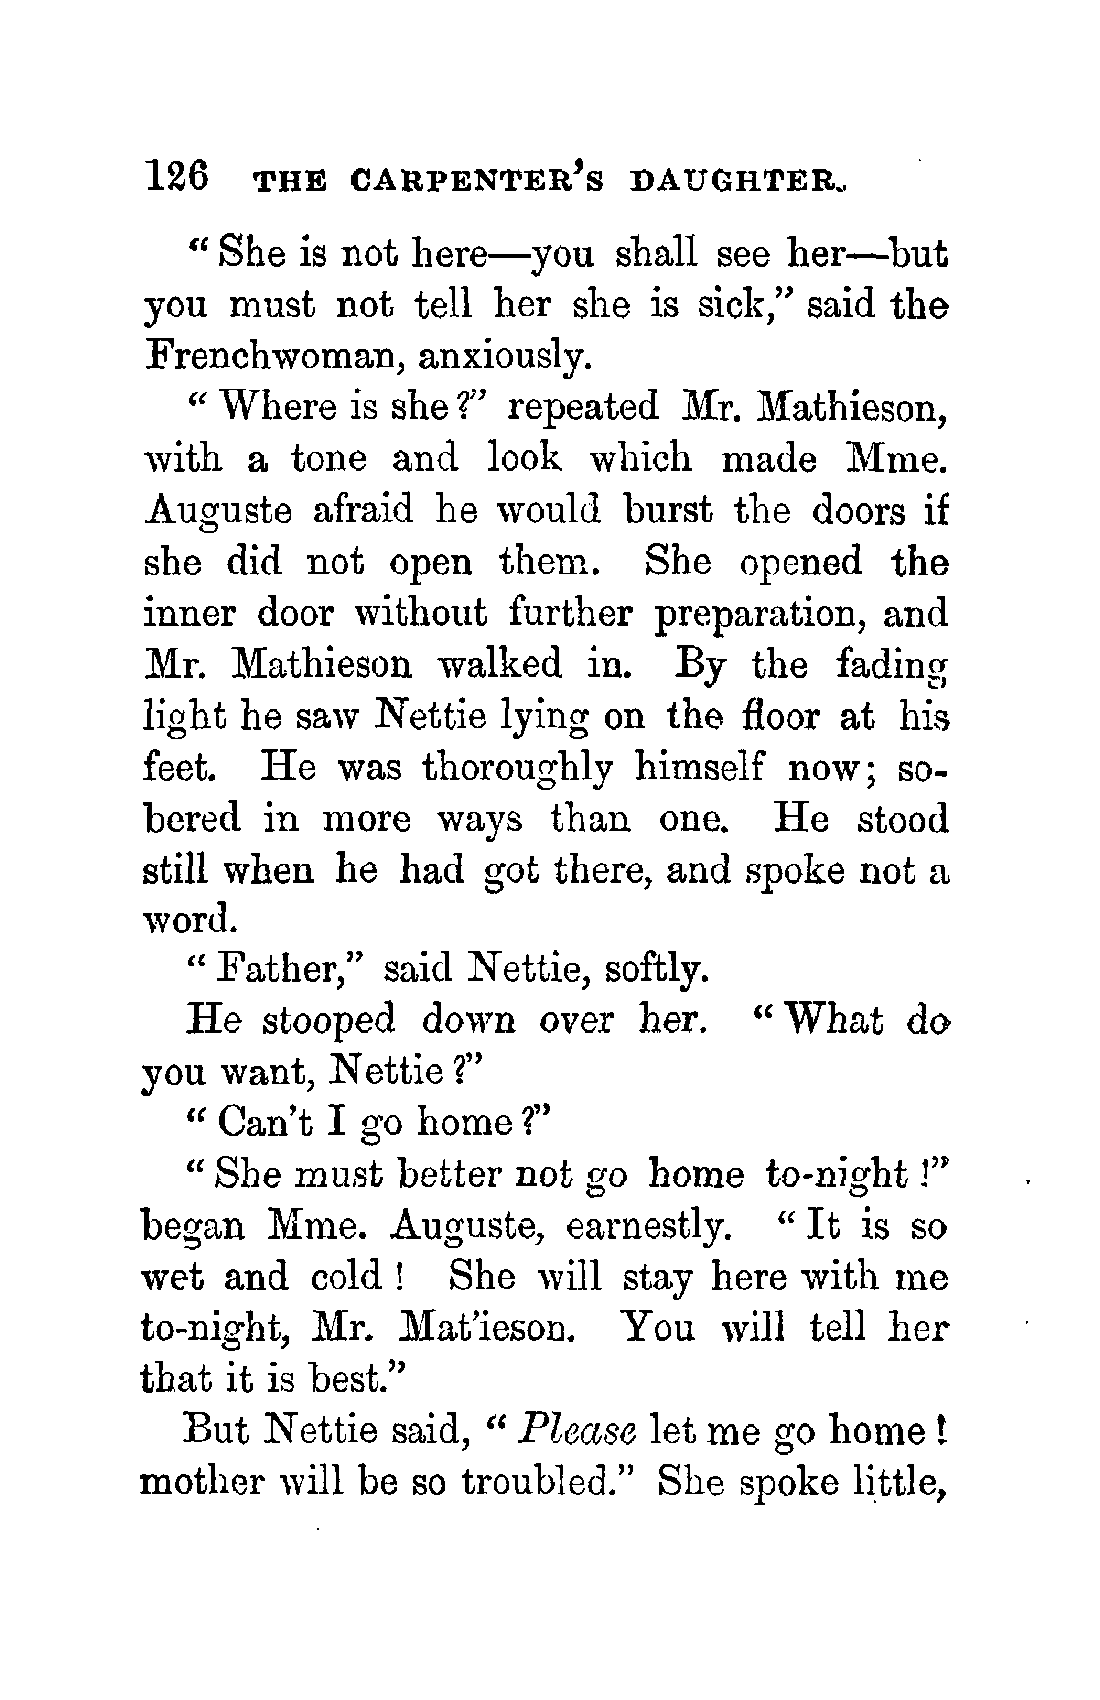 126 THE CARPENTER'S DAUGHTER.
" She is not here—you shall see her—but
you must not tell her she is sick," said the
Frenchwoman, anxiously.
" Where is she ?" repeated Mr. Mathieson,
with a tone and look which made Mme.
Auguste afraid he would burst the doors if
she did not open them. She opened the
inner door without further preparation, and
Mr. Mathieson walked in. By the fading
light he saw Nettie lying on the floor at his
feet. He was thoroughly himself now; so-
bered in more ways than one. He stood
still when he had got there, and spoke not a
word.
" Father," said Nettie, softly.
He stooped down over her. " What do
you want, Nettie ?"
" Can't I go home ?"
" She must better not go home to-night !"
began Mme. Auguste, earnestly. " It is so
wet and cold ! She will stay here with me
to-night, Mr. Mat'ieson. You will tell her
that it is best."
But Nettie said, " Please let me go home !
mother will be so troubled." She spoke little,